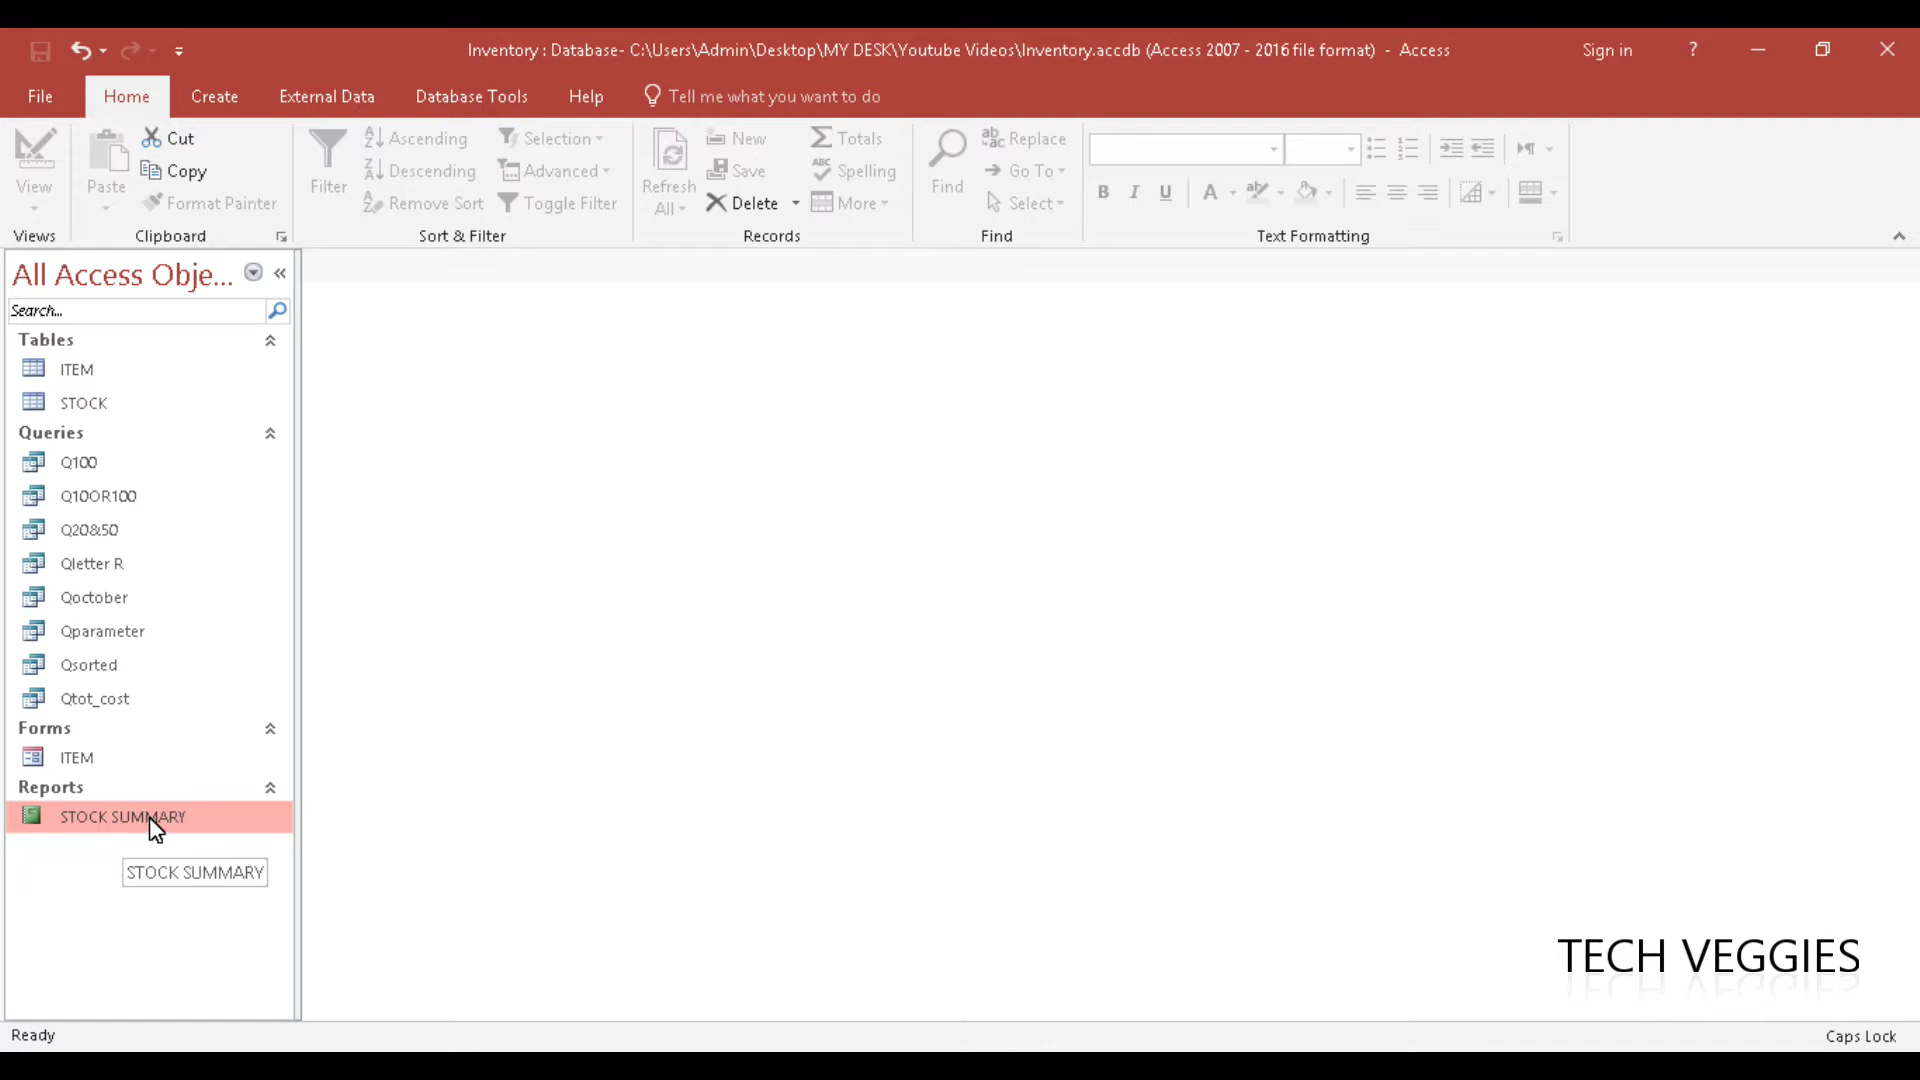 Inventory : Database- C:\Users\Admin\Desktop\MY DESK\Youtube Videos\Inventory.accdb (Access 2007 - 2016 file format) - Access
Sign in
?
File
Home
Create
External Data
Database Tools
Help
Tell me what you want to do
View
Paste
Cut
Copy
Format Painter
Filter
Ascending
Descending
Remove Sort
Selection
Advanced
Toggle Filter
Refresh All
New
Save
Delete
Totals
Spelling
More
Find
Replace
Go To
Select
B I U A
Views
Clipboard
Sort & Filter
Records
Find
Text Formatting
All Access Obje...
Search...
Tables
ITEM
STOCK
Queries
Q100
Q10OR100
Q20&50
Qletter R
Qoctober
Qparameter
Qsorted
Qtot_cost
Forms
ITEM
Reports
STOCK SUMMARY
STOCK SUMMARY
TECH VEGGIES
Ready
Caps Lock